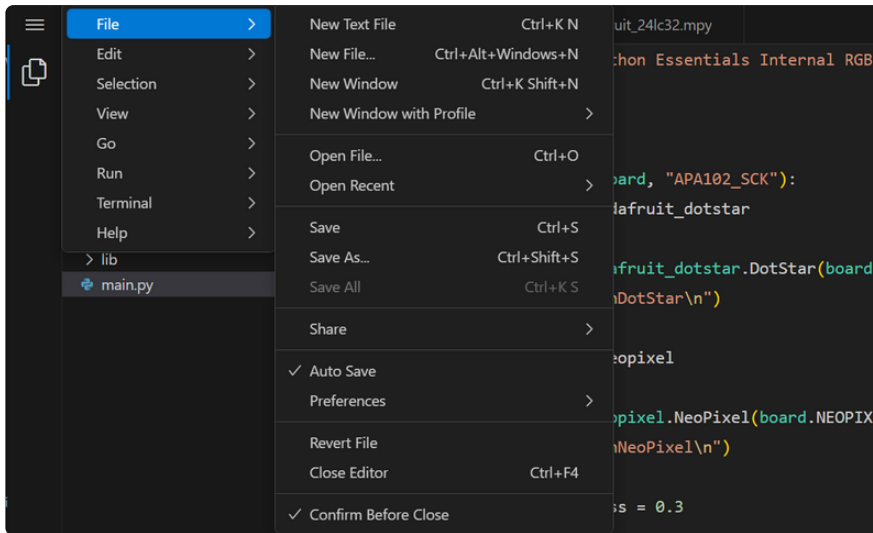 File
Edit
Selection
View
Go
Run
Terminal
Help
lib
main.py
New Text File Ctrl+K N
New File... Ctrl+Alt+Windows+N
New Window Ctrl+K Shift+N
New Window with Profile
Open File... Ctrl+O
Open Recent
Save Ctrl+S
Save As... Ctrl+Shift+S
Save All Ctrl+K S
Share
Auto Save
Preferences
Revert File
Close Editor Ctrl+F4
Confirm Before Close
uit_24lc32.mpy
Essentials Internal RGB
"APA102_SCK"):
dafruit_dotstar
afruit_dotstar.DotStar(board
nDotStar\n")
eopixel
opixel.NeoPixel(board.NEOPIX
nNeoPixel\n")
ss = 0.3